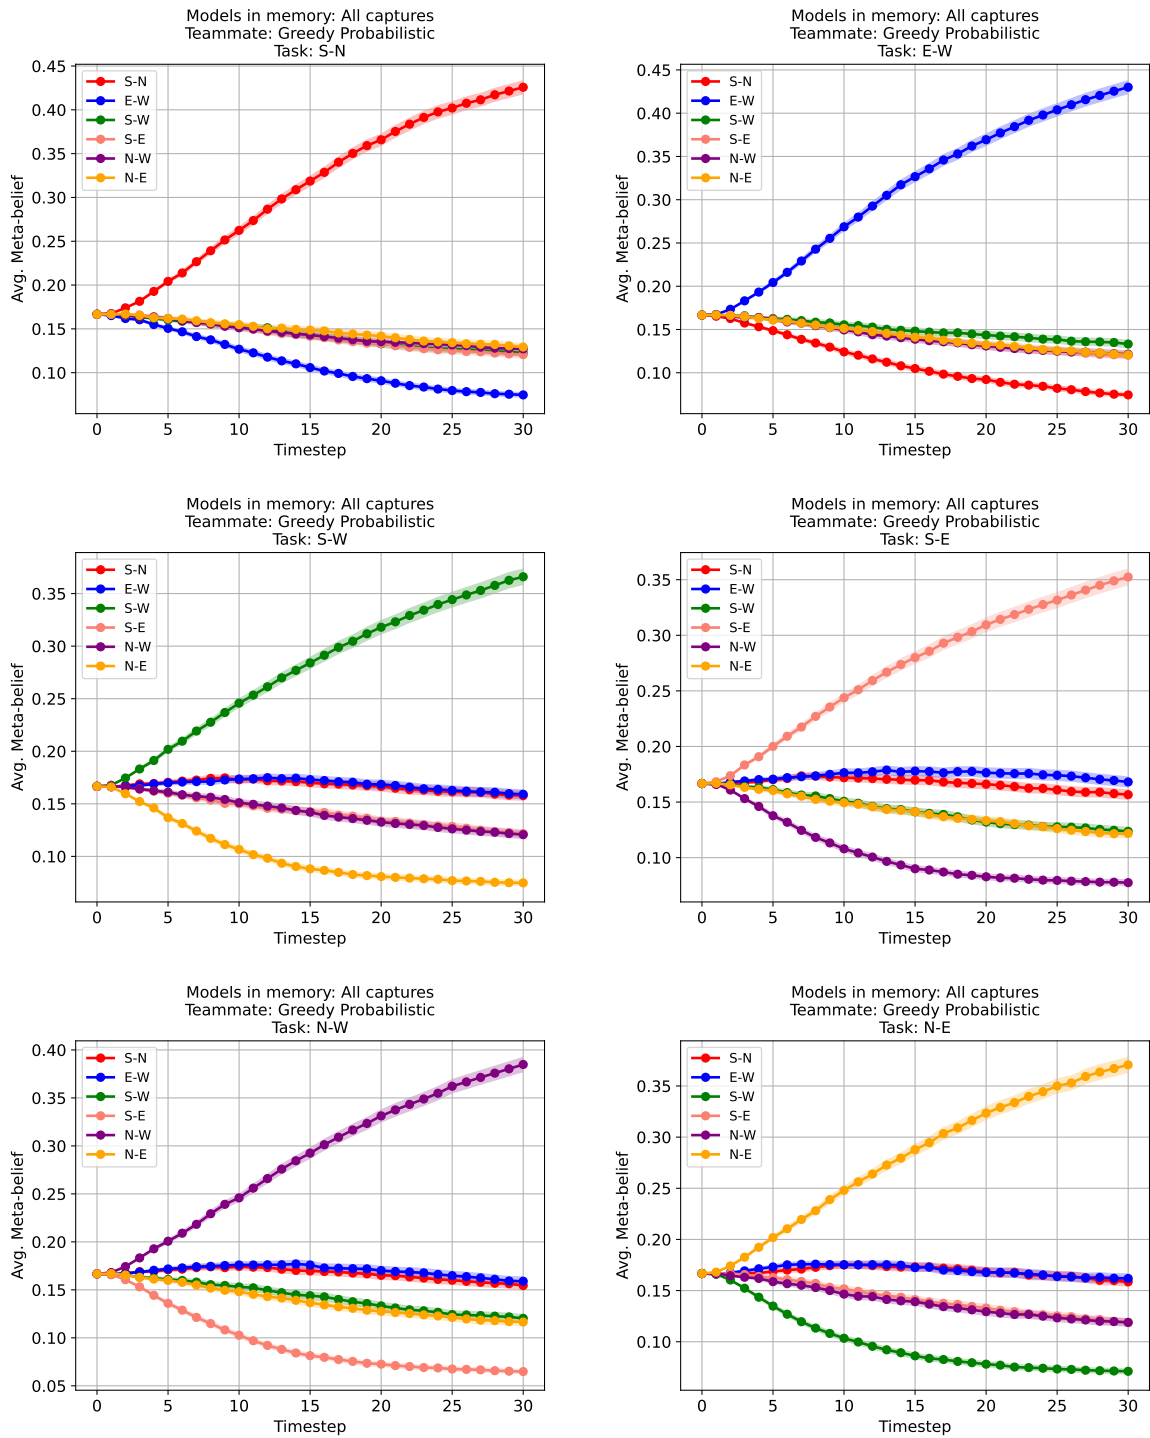 Models in memory: All captures
Teammate: Greedy Probabilistic
Task: S-N
S-N
E-W
S-W
S-E
N-W
N-E
Avg. Meta-belief
0.45
0.40
0.35
0.30
0.25
0.20
0.15
0.10
0 5 10 15 20 25 30
Timestep
Models in memory: All captures
Teammate: Greedy Probabilistic
Task: E-W
S-N
E-W
S-W
S-E
N-W
N-E
Avg. Meta-belief
0.45
0.40
0.35
0.30
0.25
0.20
0.15
0.10
0 5 10 15 20 25 30
Timestep
Models in memory: All captures
Teammate: Greedy Probabilistic
Task: S-W
S-N
E-W
S-W
S-E
N-W
N-E
Avg. Meta-belief
0.35
0.30
0.25
0.20
0.15
0.10
0 5 10 15 20 25 30
Timestep
Models in memory: All captures
Teammate: Greedy Probabilistic
Task: S-E
S-N
E-W
S-W
S-E
N-W
N-E
Avg. Meta-belief
0.35
0.30
0.25
0.20
0.15
0.10
0 5 10 15 20 25 30
Timestep
Models in memory: All captures
Teammate: Greedy Probabilistic
Task: N-W
S-N
E-W
S-W
S-E
N-W
N-E
Avg. Meta-belief
0.40
0.35
0.30
0.25
0.20
0.15
0.10
0.05
0 5 10 15 20 25 30
Timestep
Models in memory: All captures
Teammate: Greedy Probabilistic
Task: N-E
S-N
E-W
S-W
S-E
N-W
N-E
Avg. Meta-belief
0.35
0.30
0.25
0.20
0.15
0.10
0 5 10 15 20 25 30
Timestep